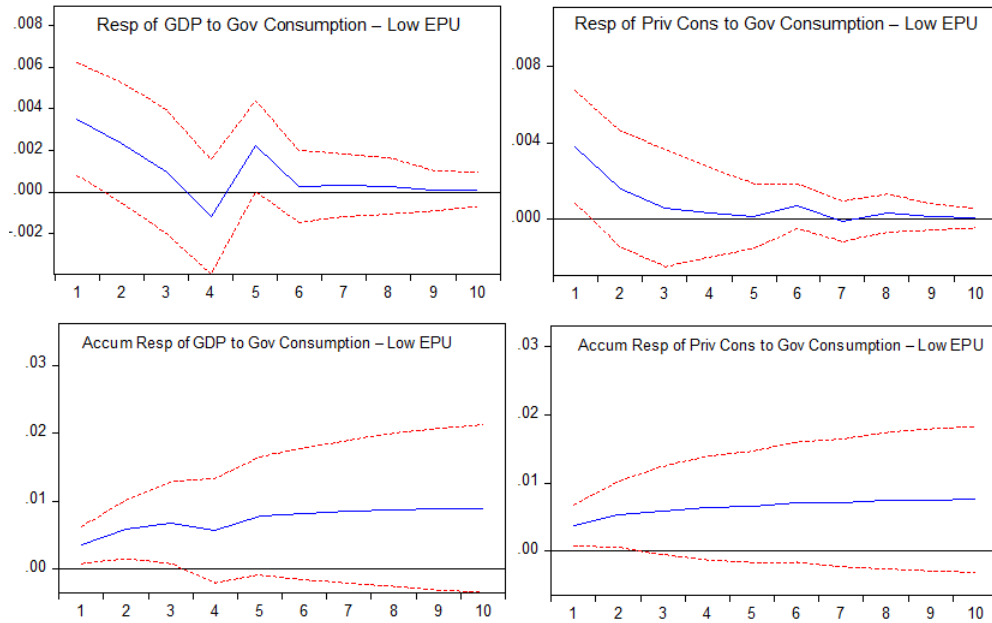 Resp of GDP to Gov Consumption – Low EPU
.008
.006
.004
.002
.000
-.002
1 2 3 4 5 6 7 8 9 10
Resp of Priv Cons to Gov Consumption – Low EPU
.008
.004
.000
1 2 3 4 5 6 7 8 9 10
Accum Resp of GDP to Gov Consumption – Low EPU
.03
.02
.01
.00
1 2 3 4 5 6 7 8 9 10
Accum Resp of Priv Cons to Gov Consumption – Low EPU
.03
.02
.01
.00
1 2 3 4 5 6 7 8 9 10